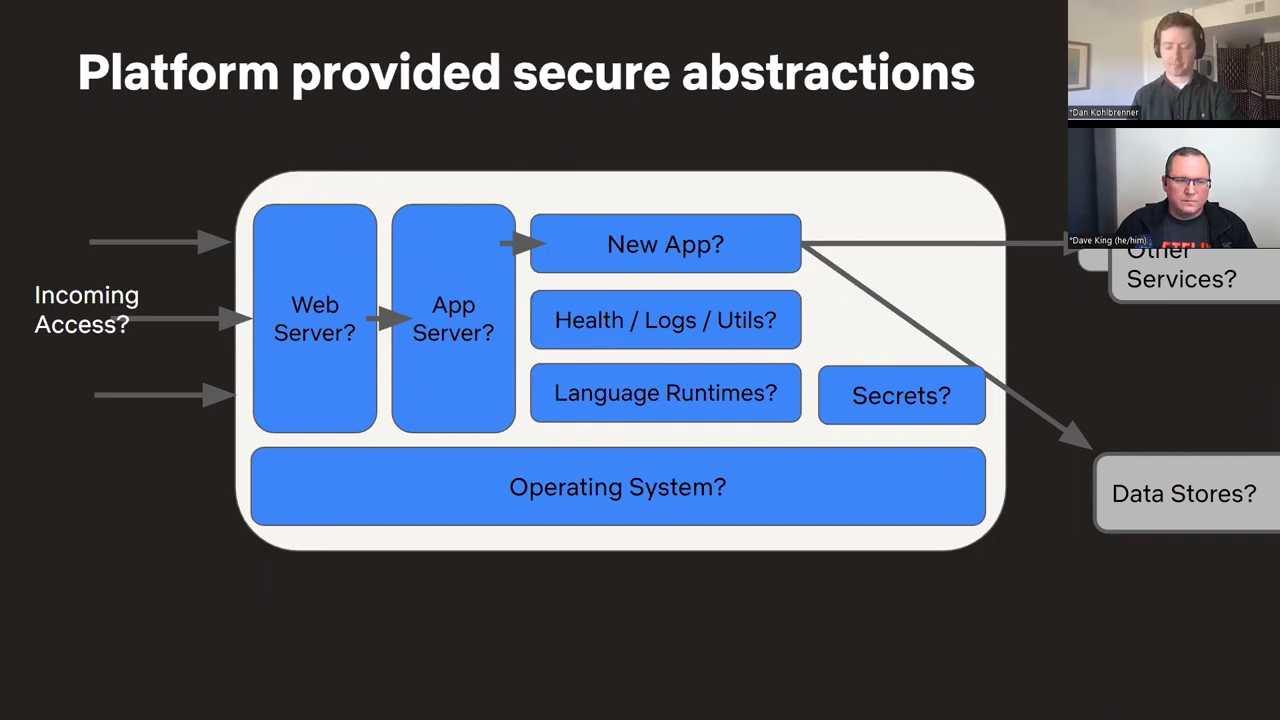 Platform provided secure abstractions
*Dan Kohlbrenner
*Dave King (he/him)
Incoming
Access?
Web
Server?
App
Server?
New App?
Health / Logs / Utils?
Language Runtimes?
Secrets?
Operating System?
Other
Services?
Data Stores?